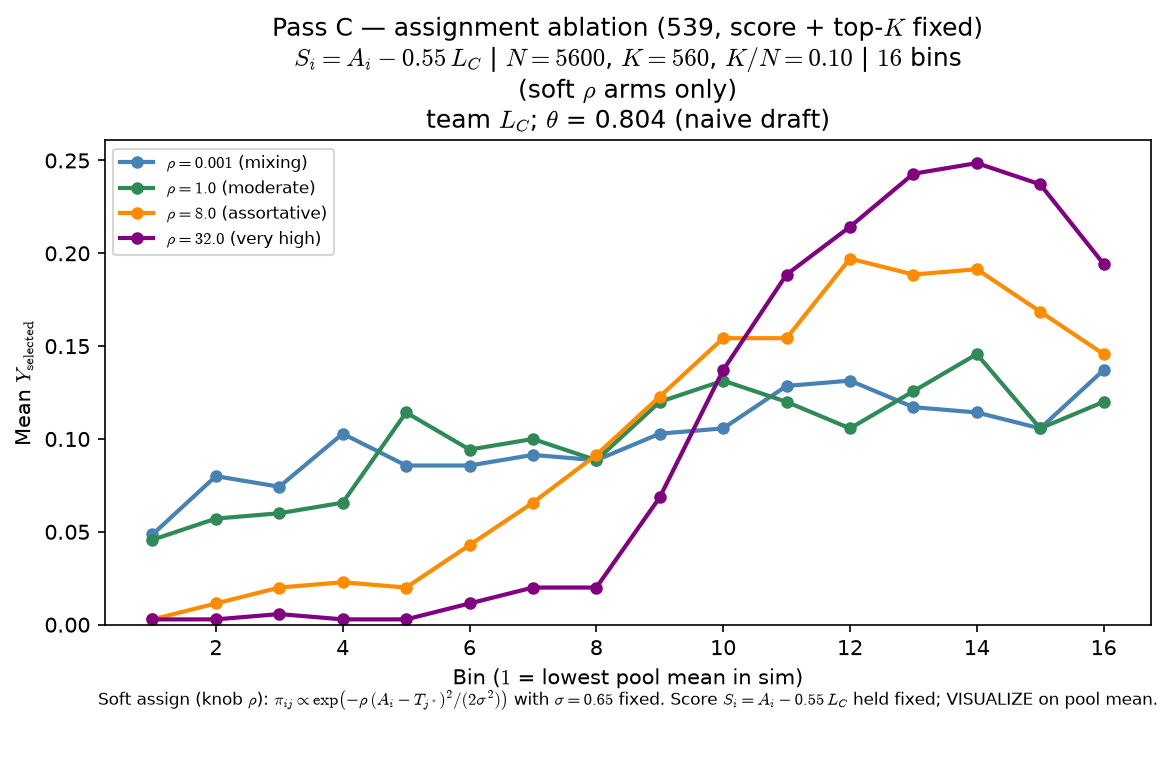 Pass C — assignment ablation (539, score + top-K fixed)
S_i = A_i − 0.55 L_C | N = 5600, K = 560, K/N = 0.10 | 16 bins
(soft ρ arms only)
team L_C; θ = 0.804 (naive draft)
0.25
0.20
0.15
0.10
0.05
0.00
Mean Y_selected
ρ = 0.001 (mixing)
ρ = 1.0 (moderate)
ρ = 8.0 (assortative)
ρ = 32.0 (very high)
2 4 6 8 10 12 14 16
Bin (1 = lowest pool mean in sim)
Soft assign (knob ρ): π_ij ∝ exp(−ρ (A_i − T_j*)²/(2σ²)) with σ = 0.65 fixed. Score S_i = A_i − 0.55 L_C held fixed; VISUALIZE on pool mean.